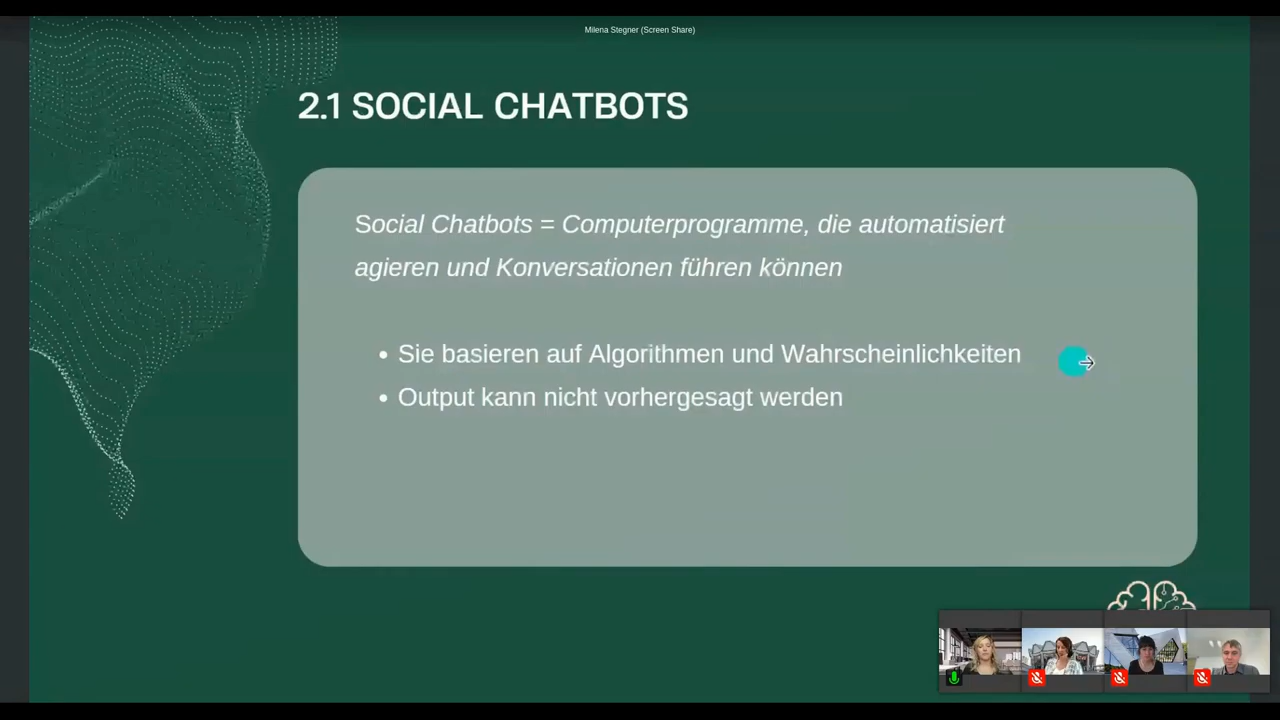 Milena Stegner (Screen Share)
2.1 SOCIAL CHATBOTS
Social Chatbots = Computerprogramme, die automatisiert
agieren und Konversationen führen können
• Sie basieren auf Algorithmen und Wahrscheinlichkeiten
• Output kann nicht vorhergesagt werden